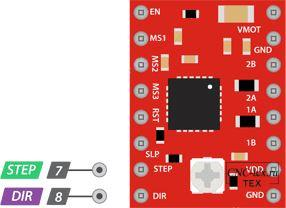 EN
MS1
MS2
MS3
RST
SLP
STEP
DIR
VMOT
GND
2B
2A
1A
1B
VDD
GND
STEP 7
DIR 8
TEX